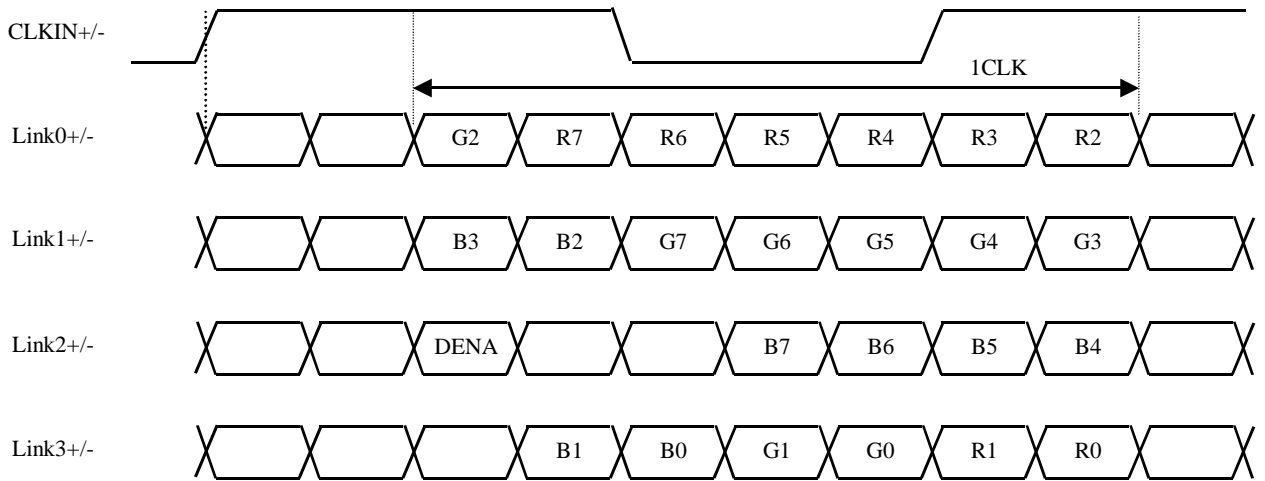 CLKIN+/-
1CLK
Link0+/- G2 R7 R6 R5 R4 R3 R2
Link1+/- B3 B2 G7 G6 G5 G4 G3
Link2+/- DENA B7 B6 B5 B4
Link3+/- B1 B0 G1 G0 R1 R0